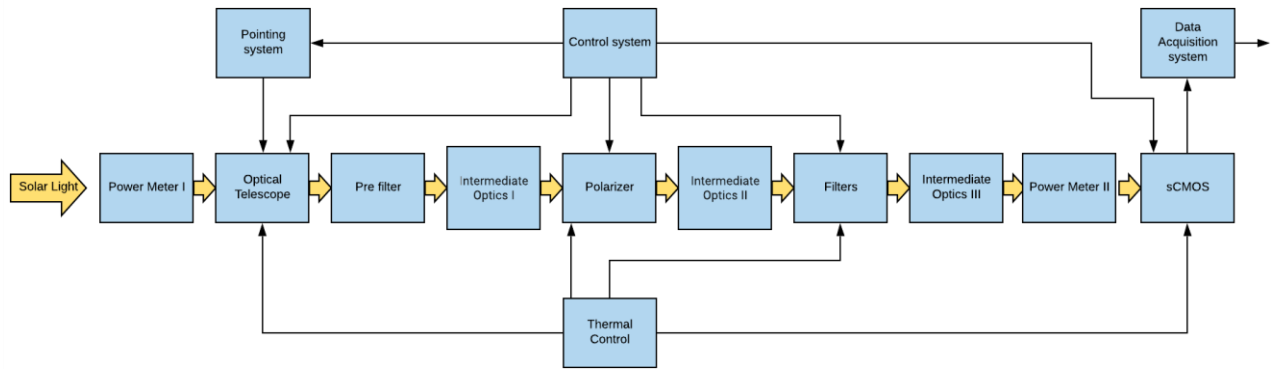 Pointing
system
Control system
Data
Acquisition
system
Solar Light
Power Meter I
Optical
Telescope
Pre filter
Intermediate
Optics I
Polarizer
Intermediate
Optics II
Filters
Intermediate
Optics III
Power Meter II
sCMOS
Thermal
Control